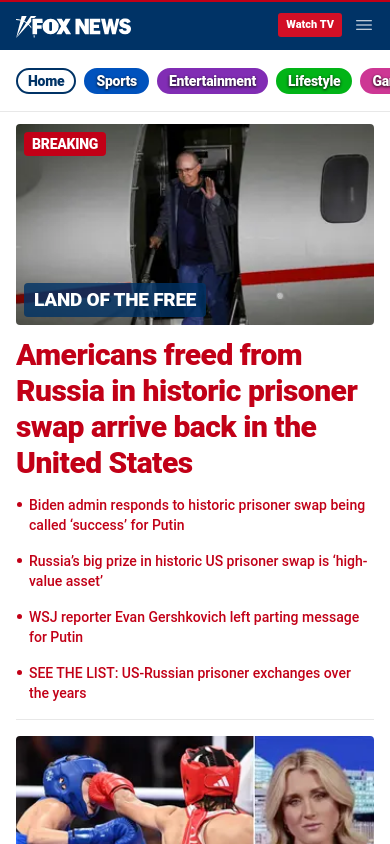 FOX NEWS
Watch TV
Home
Sports
Entertainment
Lifestyle
Ga
BREAKING
LAND OF THE FREE
Americans freed from
Russia in historic prisoner
swap arrive back in the
United States
• Biden admin responds to historic prisoner swap being
called ‘success’ for Putin
• Russia’s big prize in historic US prisoner swap is ‘high-
value asset’
• WSJ reporter Evan Gershkovich left parting message
for Putin
• SEE THE LIST: US-Russian prisoner exchanges over
the years